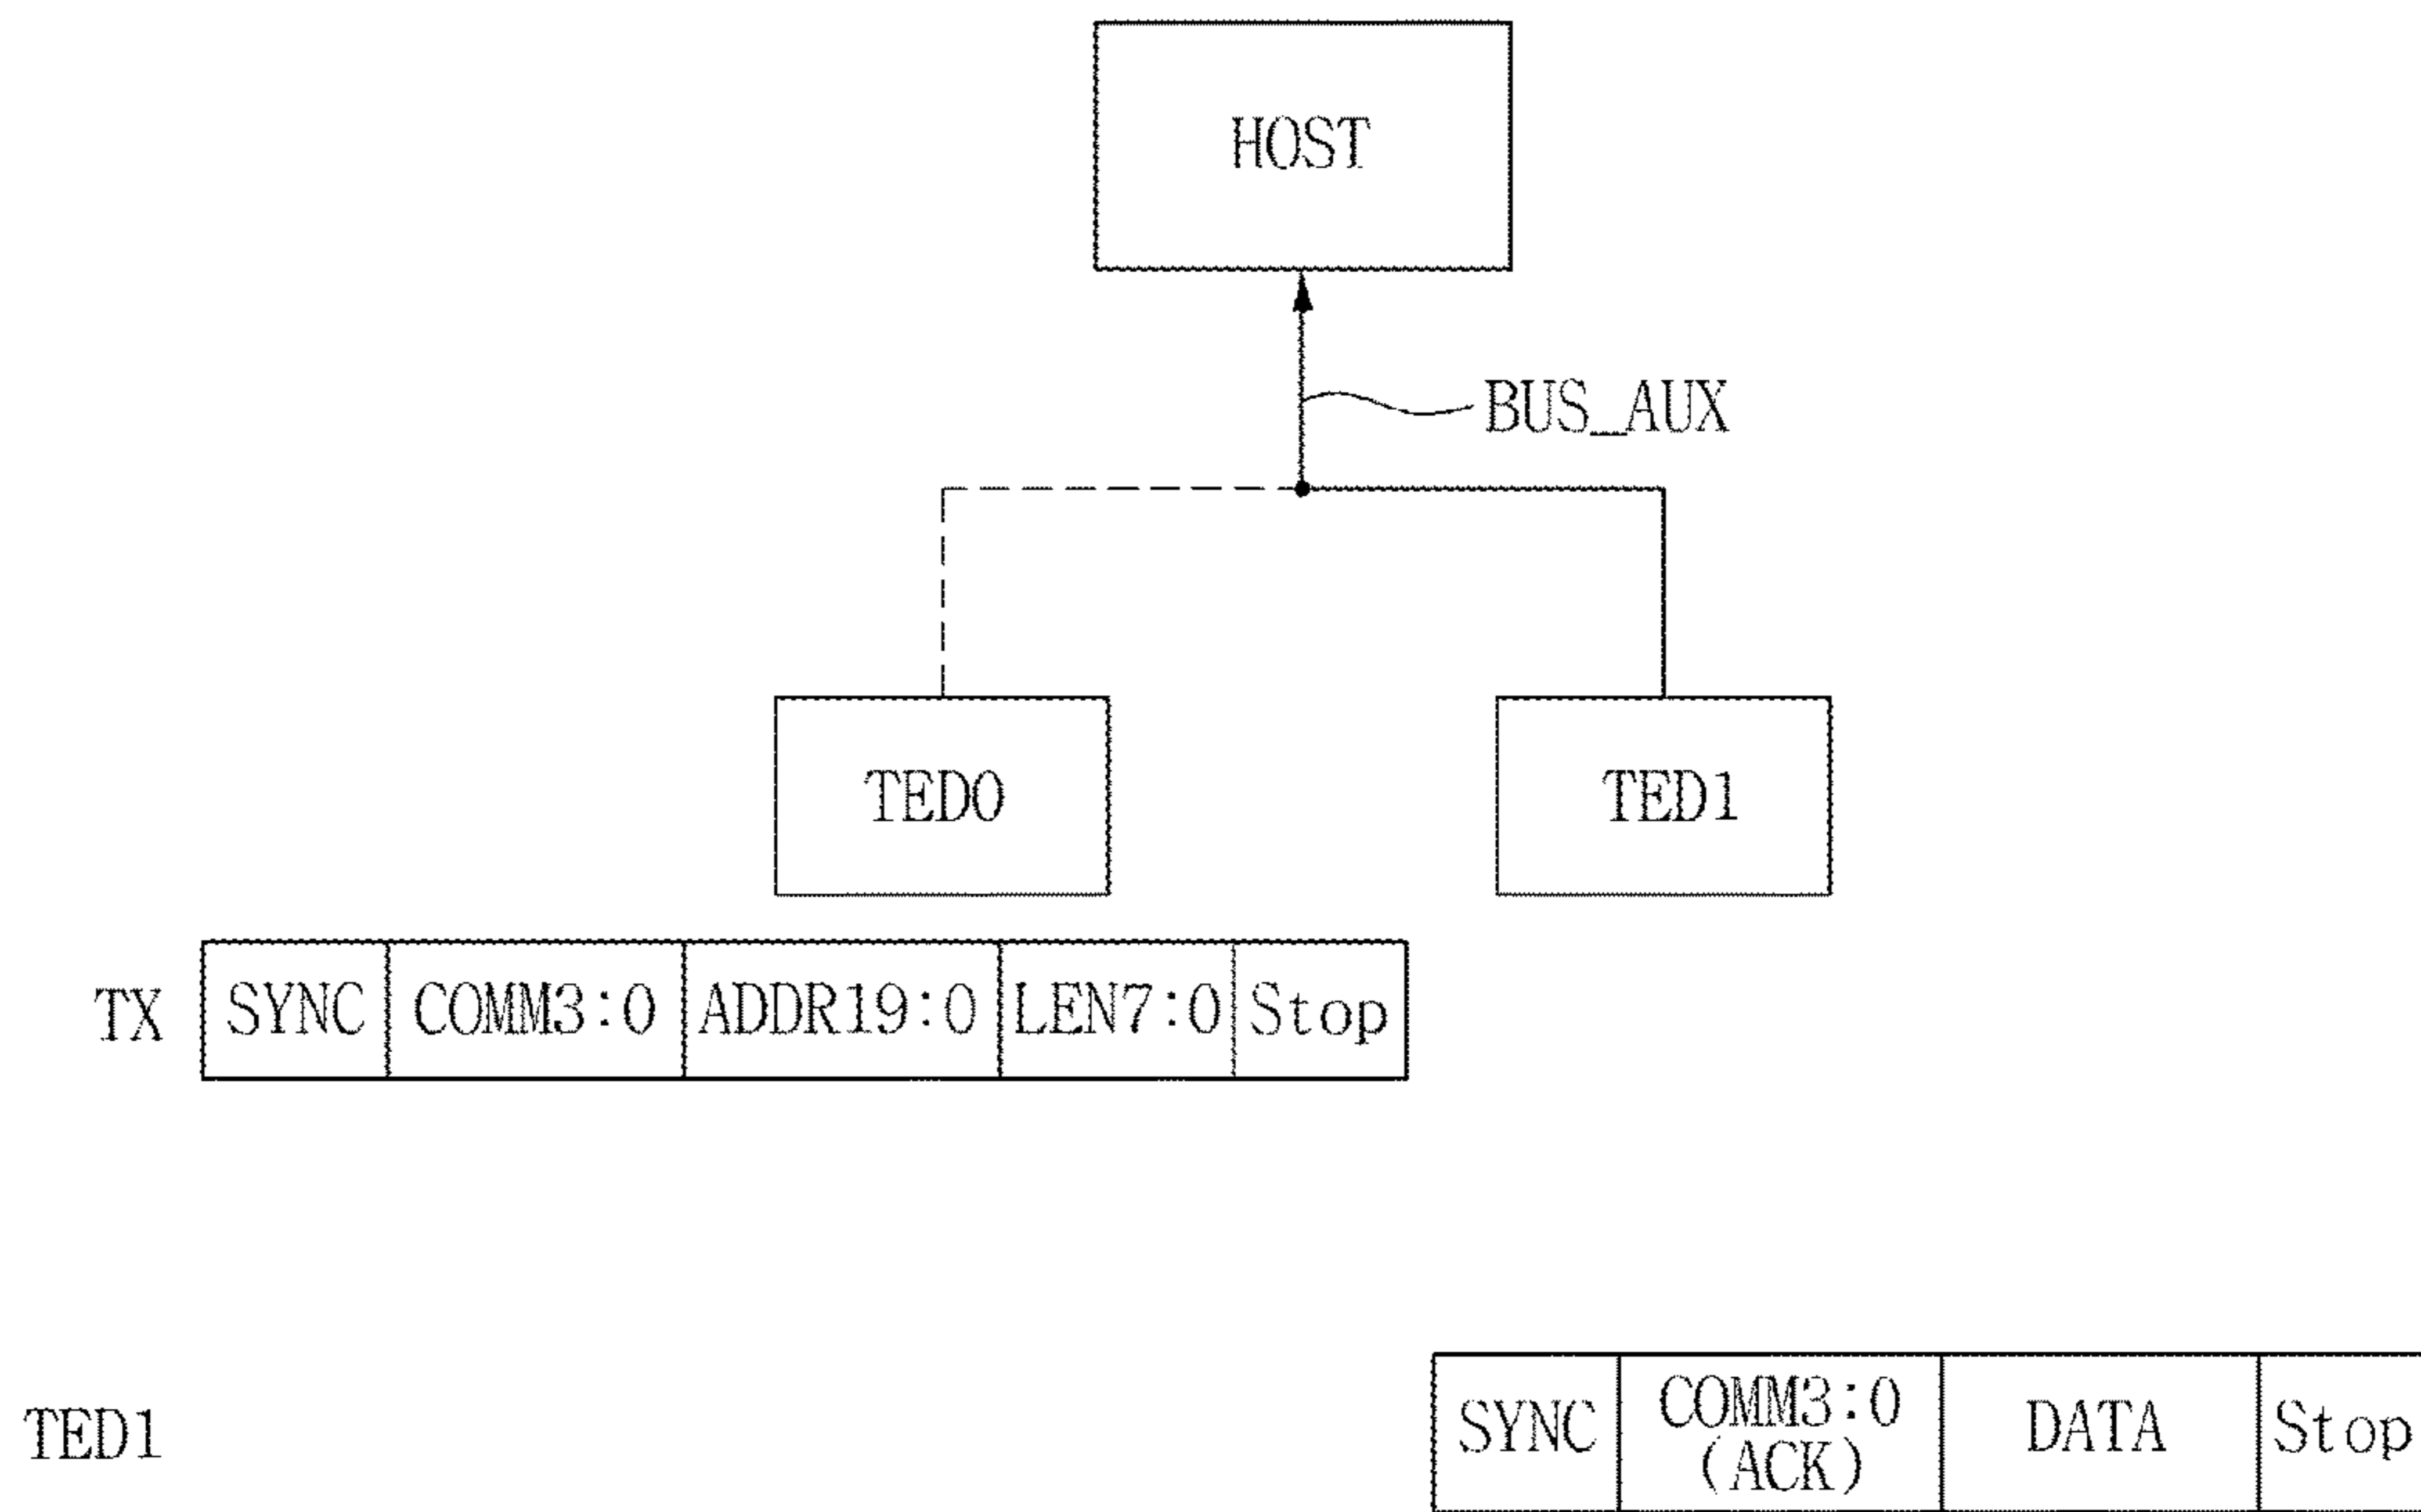 HOST
BUS_AUX
TED0
TED1
TX SYNC COMM3:0 ADDR19:0 LEN7:0 Stop
TED1 SYNC COMM3:0 (ACK) DATA Stop